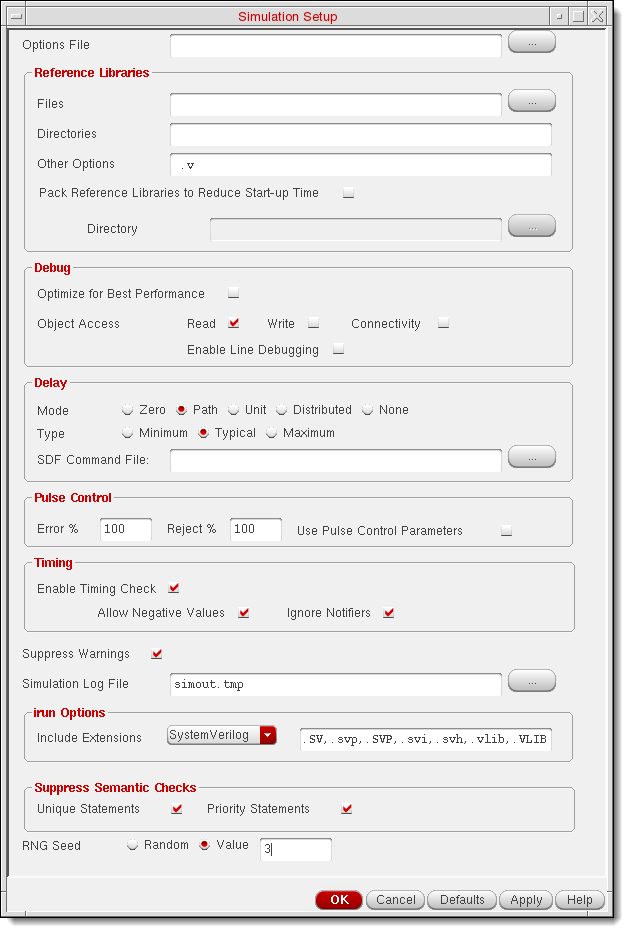 Simulation Setup
Options File ...
Reference Libraries
Files ...
Directories
Other Options .v
Pack Reference Libraries to Reduce Start-up Time
Directory ...
Debug
Optimize for Best Performance
Object Access Read Write Connectivity
Enable Line Debugging
Delay
Mode Zero Path Unit Distributed None
Type Minimum Typical Maximum
SDF Command File: ...
Pulse Control
Error % 100 Reject % 100 Use Pulse Control Parameters
Timing
Enable Timing Check
Allow Negative Values Ignore Notifiers
Suppress Warnings
Simulation Log File simout.tmp ...
irun Options
Include Extensions SystemVerilog .SV,.svp,.SVP,.svi,.svh,.vlib,.VLIB
Suppress Semantic Checks
Unique Statements Priority Statements
RNG Seed Random Value 3
OK Cancel Defaults Apply Help